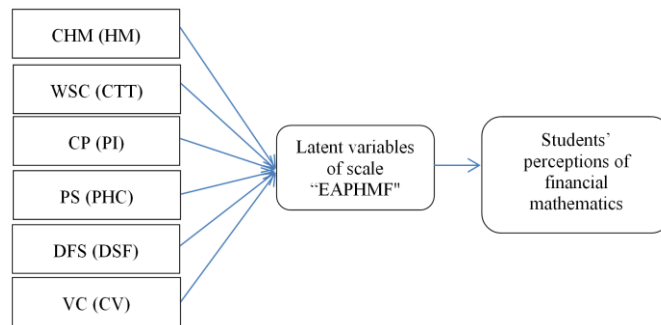 CHM (HM)
WSC (CTT)
CP (PI)
PS (PHC)
DFS (DSF)
VC (CV)
Latent variables
of scale
“EAPHMF"
Students’
perceptions of
financial
mathematics